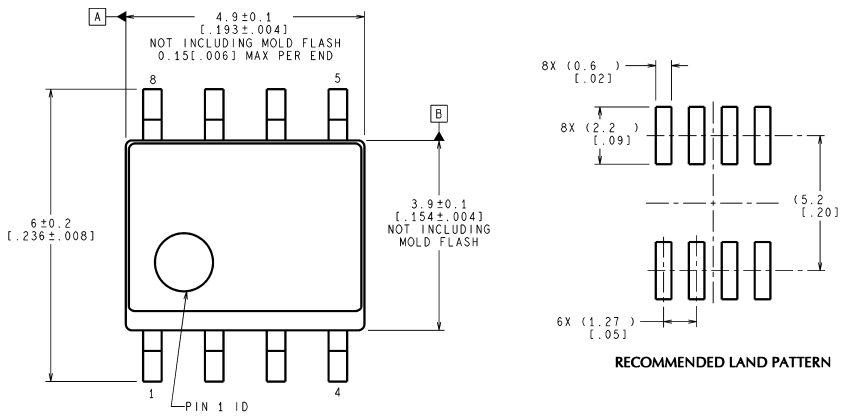 A
4.9±0.1
[.193±.004]
NOT INCLUDING MOLD FLASH
0.15[.006] MAX PER END
8
5
B
6±0.2
[.236±.008]
3.9±0.1
[.154±.004]
NOT INCLUDING
MOLD FLASH
1
4
PIN 1 ID
8X (0.6 )
[.02]
8X (2.2 )
[.09]
(5.2
[.20]
6X (1.27 )
[.05]
RECOMMENDED LAND PATTERN